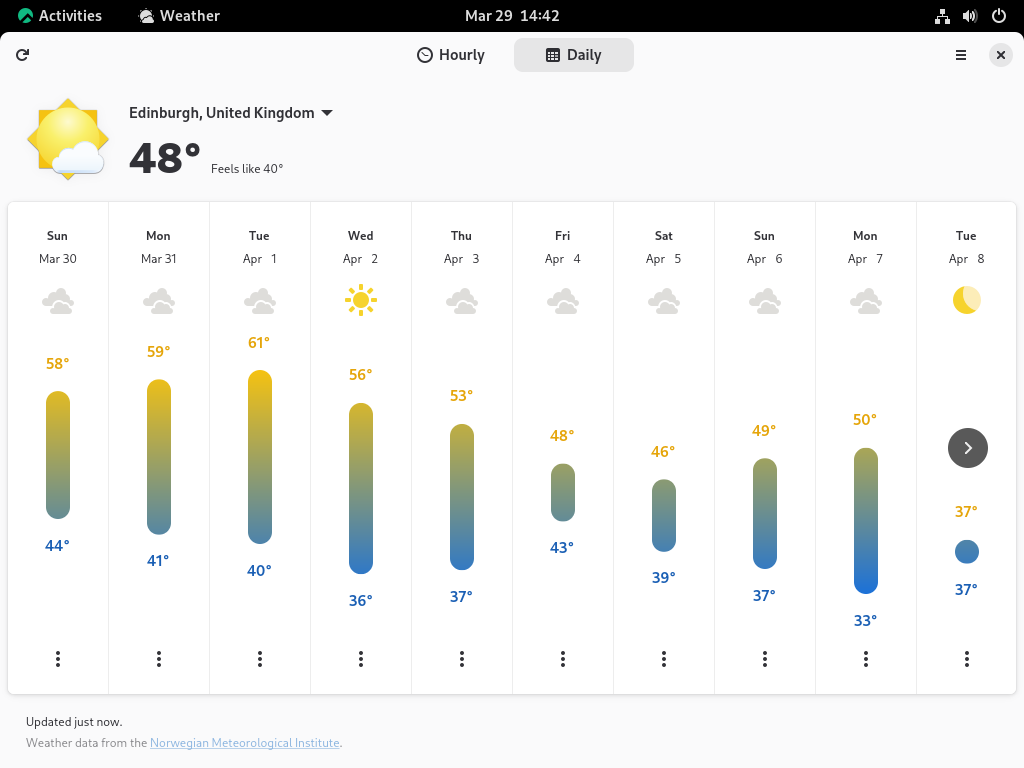 Activities Weather Mar 29 14:42
Hourly Daily
Edinburgh, United Kingdom
48° Feels like 40°
Sun Mon Tue Wed Thu Fri Sat Sun Mon Tue
Mar 30 Mar 31 Apr 1 Apr 2 Apr 3 Apr 4 Apr 5 Apr 6 Apr 7 Apr 8
58° 59° 61° 56° 53° 48° 46° 49° 50° 37°
44° 41° 40° 36° 37° 43° 39° 37° 33° 37°
Updated just now.
Weather data from the Norwegian Meteorological Institute.